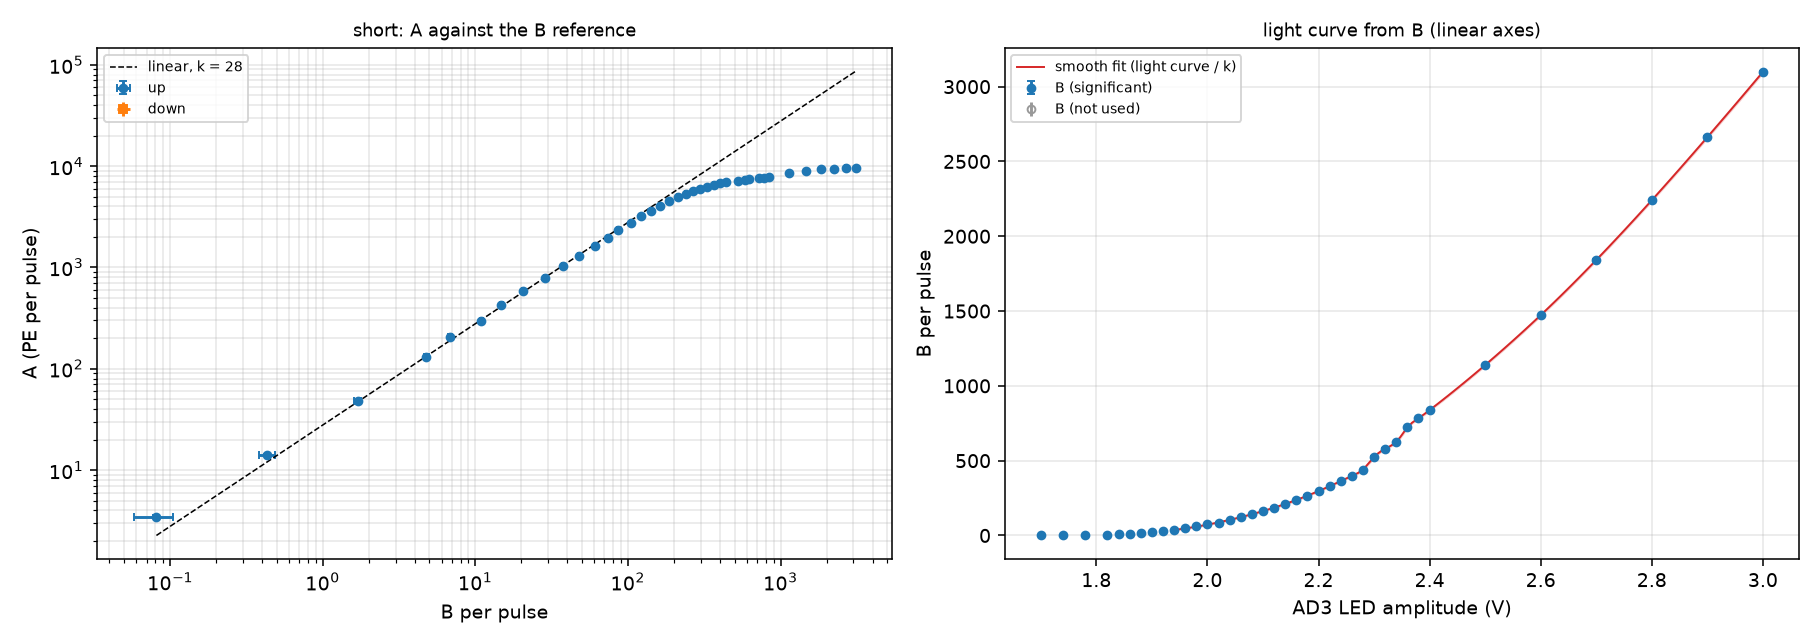 short: A against the B reference
linear, k = 28
up
down
10^5
10^4
10^3
10^2
10^1
A (PE per pulse)
10^-1
10^0
10^1
10^2
10^3
B per pulse
light curve from B (linear axes)
smooth fit (light curve / k)
B (significant)
B (not used)
3000
2500
2000
1500
1000
500
0
B per pulse
1.8
2.0
2.2
2.4
2.6
2.8
3.0
AD3 LED amplitude (V)